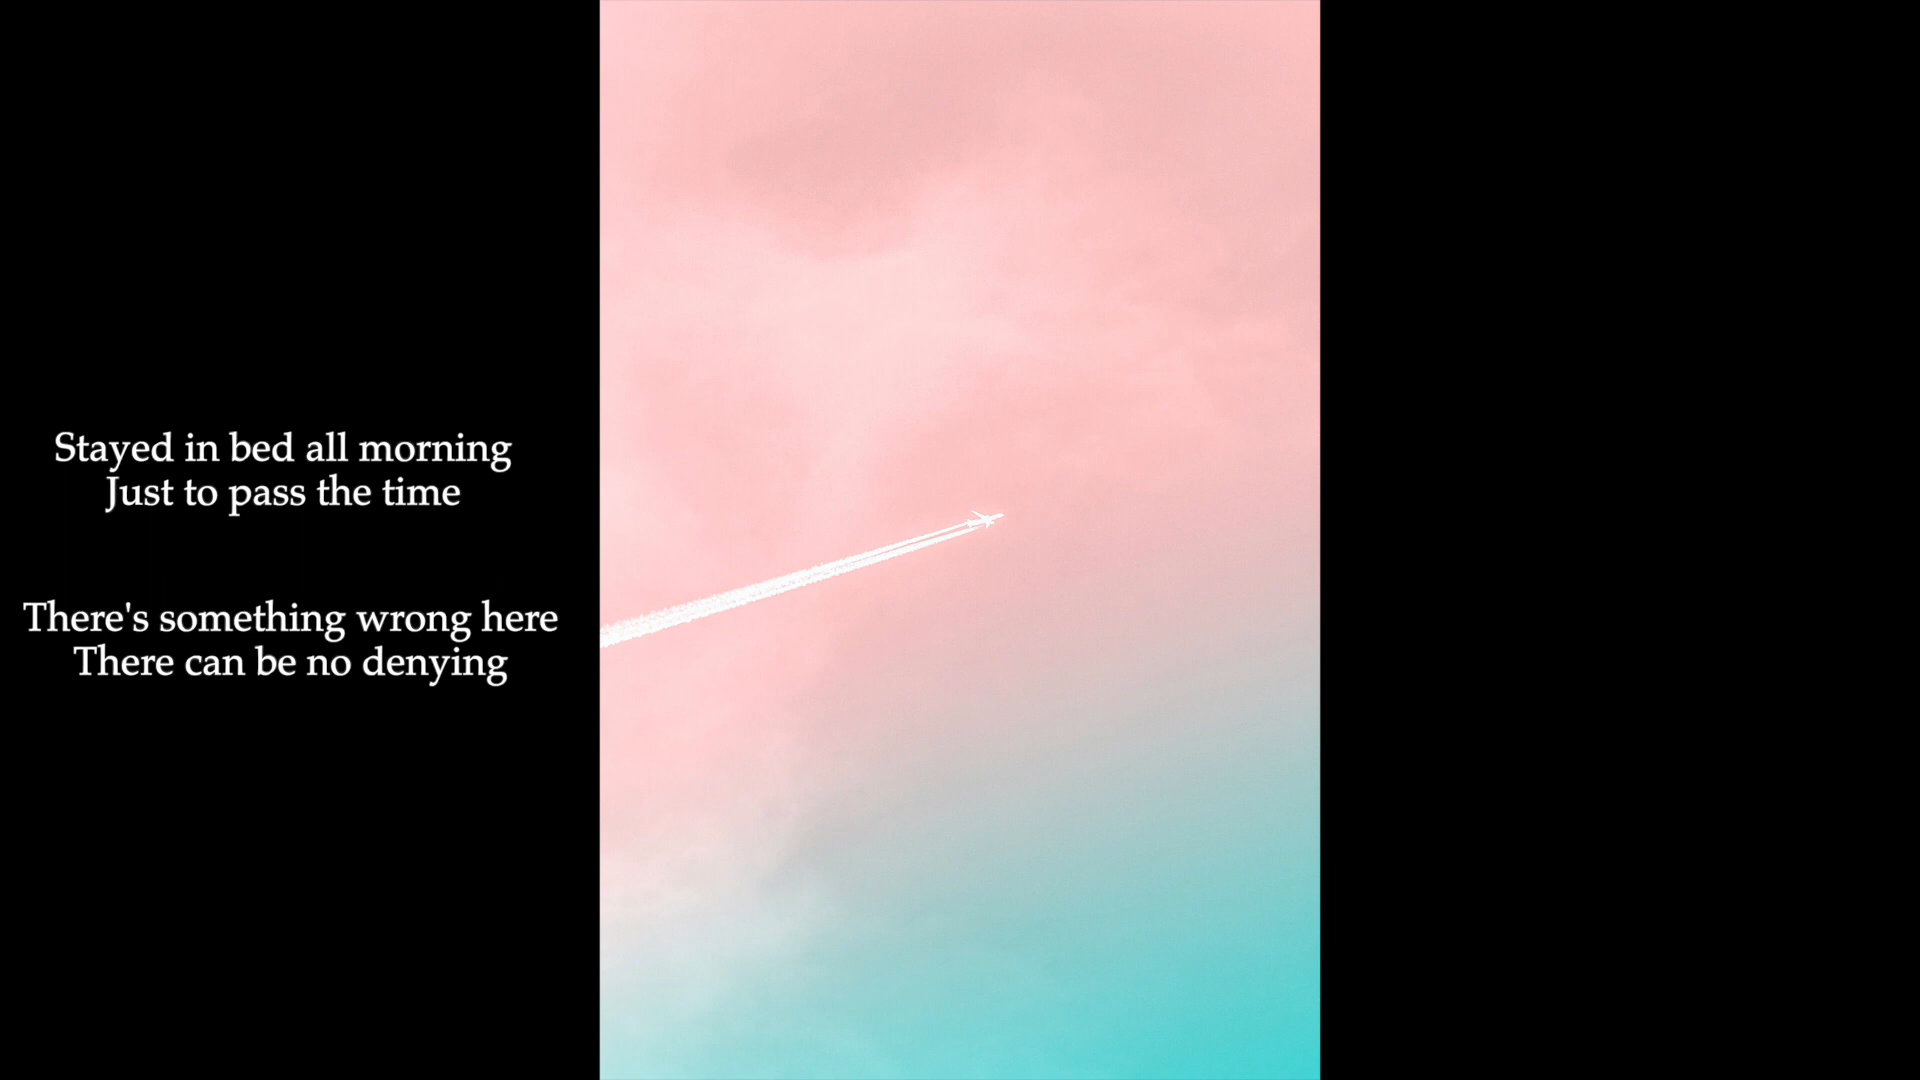 Stayed in bed all morning
Just to pass the time
There's something wrong here
There can be no denying